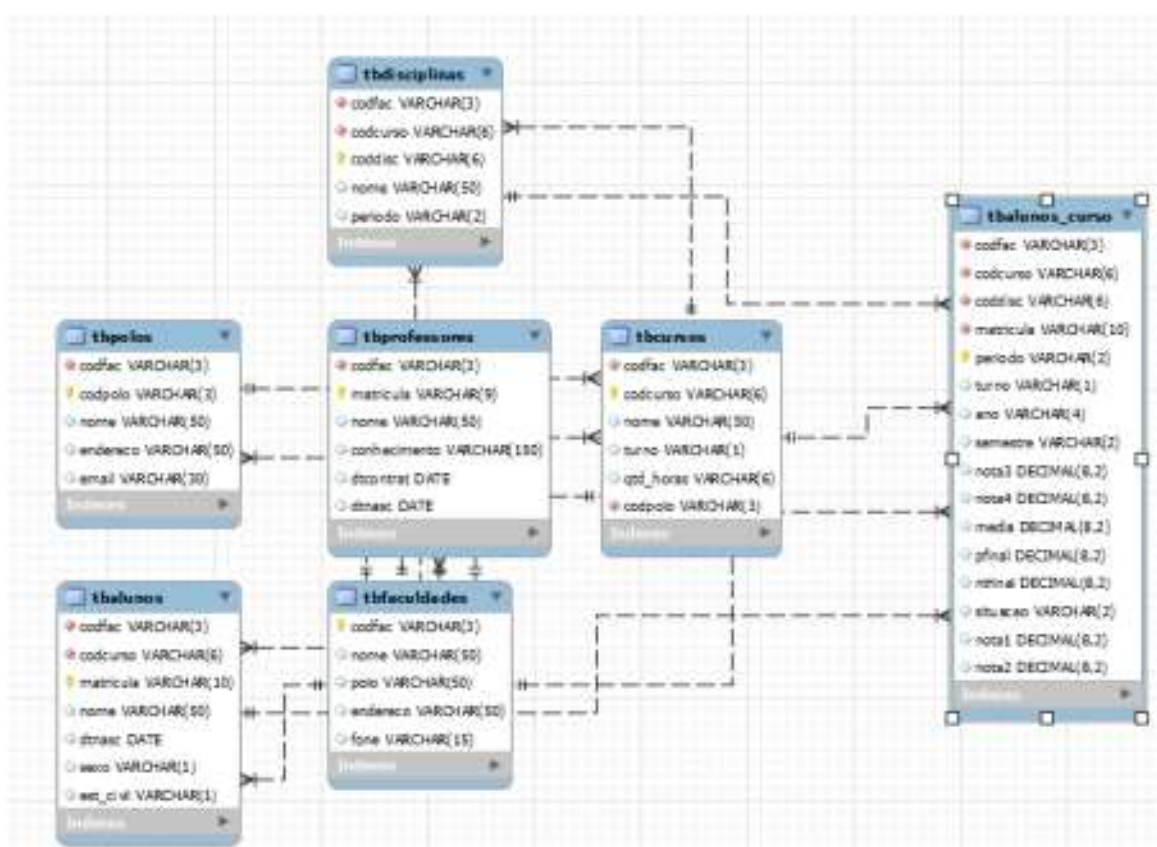 tbdisciplinas
codfac VARCHAR(3)
codcurso VARCHAR(6)
coddisc VARCHAR(6)
nome VARCHAR(50)
periodo VARCHAR(2)
Indexes
tbpolos
codfac VARCHAR(3)
codpolo VARCHAR(3)
nome VARCHAR(50)
endereco VARCHAR(50)
email VARCHAR(30)
Indexes
tbprofessores
codfac VARCHAR(3)
matricula VARCHAR(9)
nome VARCHAR(50)
conhecimento VARCHAR(150)
dtcontrat DATE
dtnasc DATE
Indexes
tbcursos
codfac VARCHAR(3)
codcurso VARCHAR(6)
nome VARCHAR(50)
turno VARCHAR(1)
qtd_horas VARCHAR(6)
codpolo VARCHAR(3)
Indexes
tbalunos_curso
codfac VARCHAR(3)
codcurso VARCHAR(6)
coddisc VARCHAR(6)
matricula VARCHAR(10)
periodo VARCHAR(2)
turno VARCHAR(1)
ano VARCHAR(4)
semestre VARCHAR(2)
nota3 DECIMAL(8,2)
nota4 DECIMAL(8,2)
media DECIMAL(8,2)
pfinal DECIMAL(8,2)
mfinal DECIMAL(8,2)
situacao VARCHAR(2)
nota1 DECIMAL(8,2)
nota2 DECIMAL(8,2)
Indexes
tbalunos
codfac VARCHAR(3)
codcurso VARCHAR(6)
matricula VARCHAR(10)
nome VARCHAR(50)
dtnasc DATE
sexo VARCHAR(1)
est_civil VARCHAR(1)
Indexes
tbfaculdades
codfac VARCHAR(3)
nome VARCHAR(50)
polo VARCHAR(50)
endereco VARCHAR(50)
fone VARCHAR(15)
Indexes